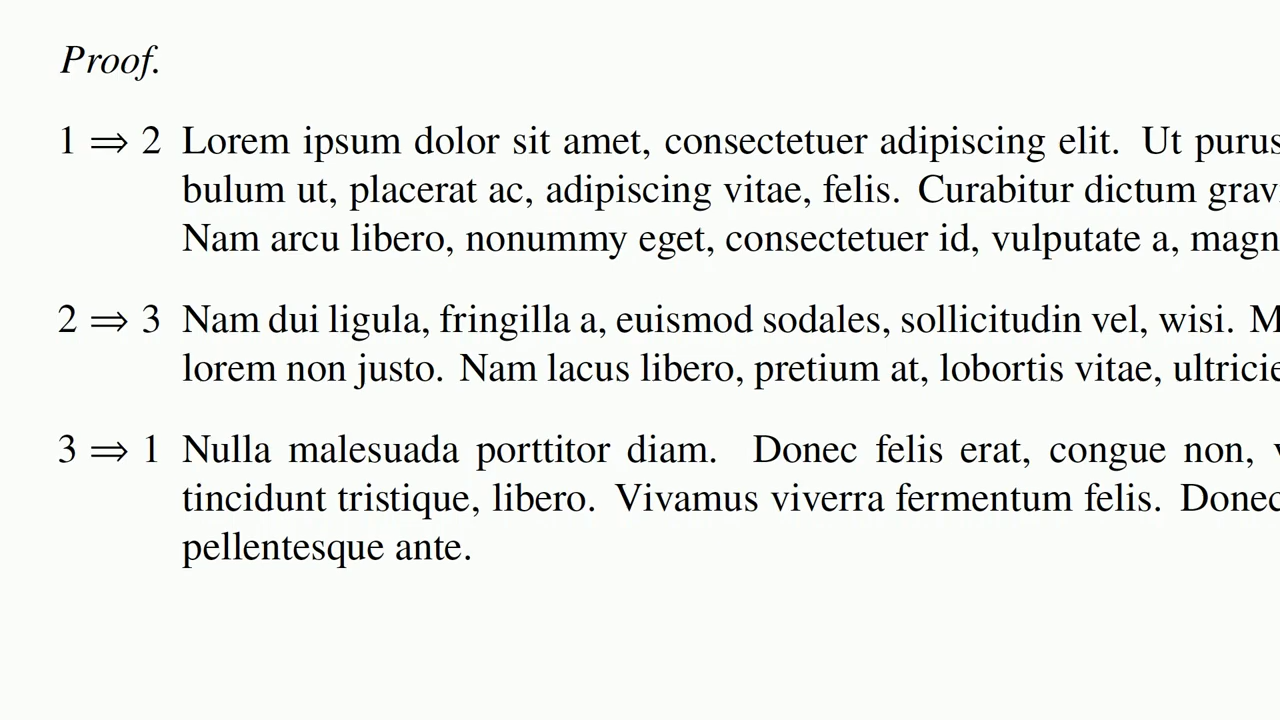 Proof.
1 ⟹ 2 Lorem ipsum dolor sit amet, consectetuer adipiscing elit. Ut purus
bulum ut, placerat ac, adipiscing vitae, felis. Curabitur dictum grav
Nam arcu libero, nonummy eget, consectetuer id, vulputate a, magn
2 ⟹ 3 Nam dui ligula, fringilla a, euismod sodales, sollicitudin vel, wisi. M
lorem non justo. Nam lacus libero, pretium at, lobortis vitae, ultricie
3 ⟹ 1 Nulla malesuada porttitor diam. Donec felis erat, congue non, v
tincidunt tristique, libero. Vivamus viverra fermentum felis. Donec
pellentesque ante.